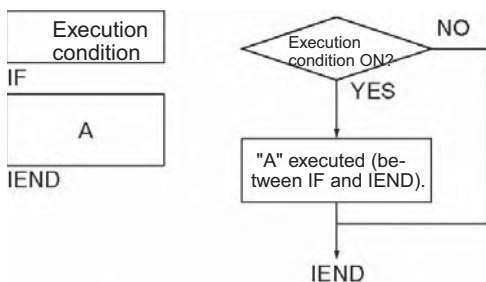 Execution
condition
IF
A
IEND
Execution
condition ON?
NO
YES
"A" executed (be-
tween IF and IEND).
IEND